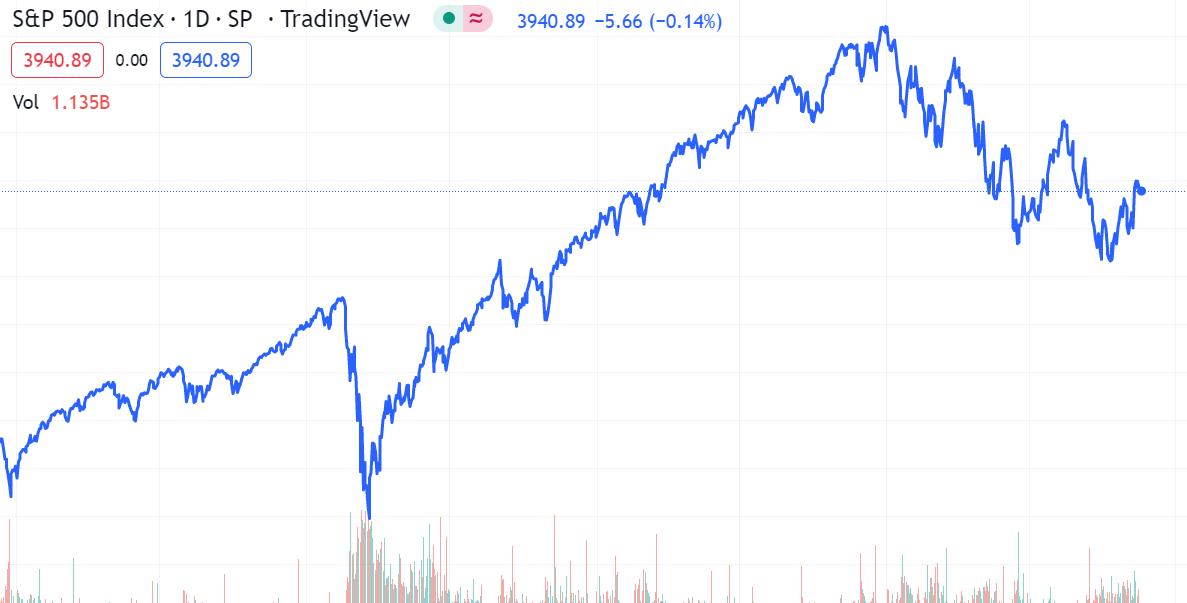 S&P 500 Index · 1D · SP · TradingView 3940.89 −5.66 (−0.14%)
3940.89 0.00 3940.89
Vol 1.135B